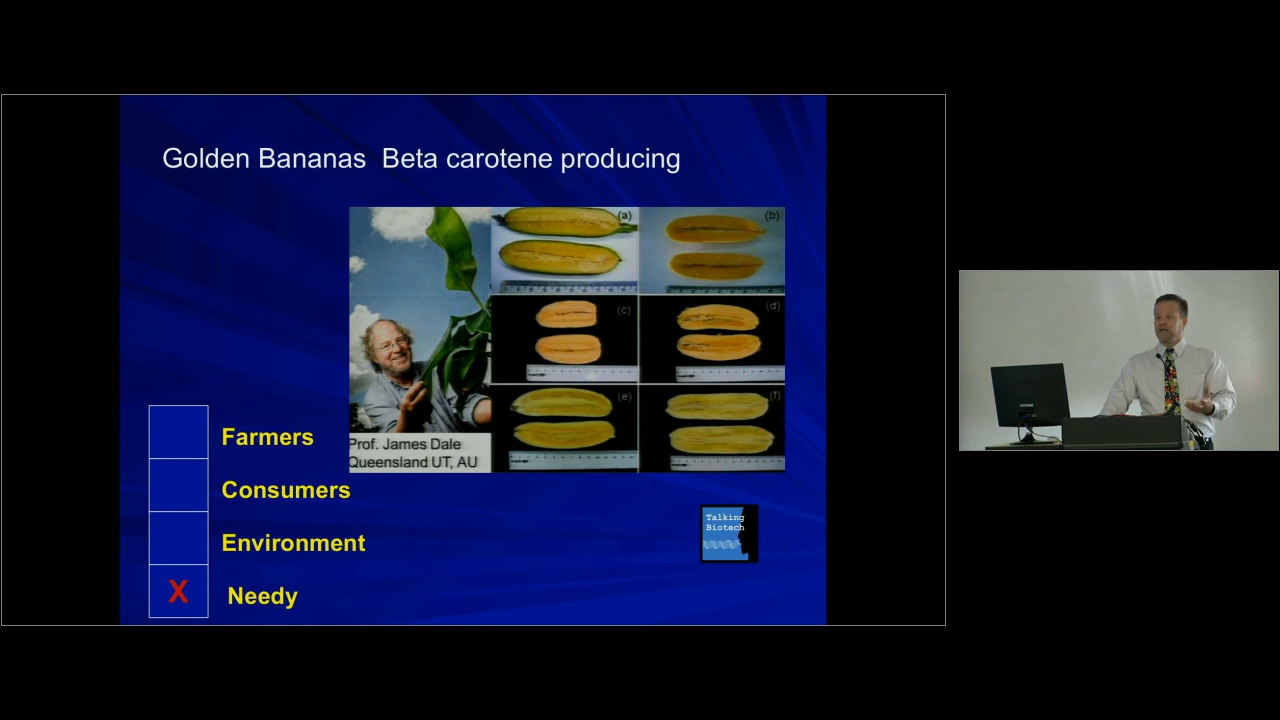 Golden Bananas  Beta carotene producing
(a)
(b)
(c)
(d)
(e)
(f)
Prof. James Dale
Queensland UT, AU
Farmers
Consumers
Environment
X
Needy
Talking
Biotech